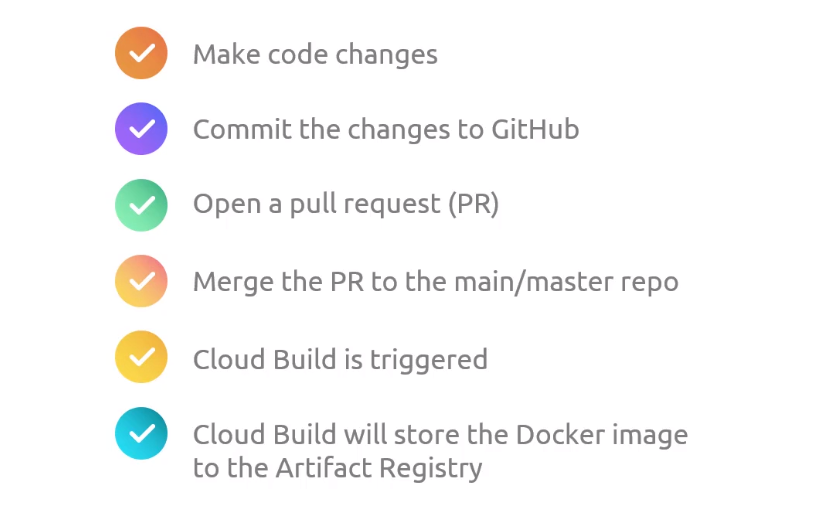 Make code changes
Commit the changes to GitHub
Open a pull request (PR)
Merge the PR to the main/master repo
Cloud Build is triggered
Cloud Build will store the Docker image
to the Artifact Registry